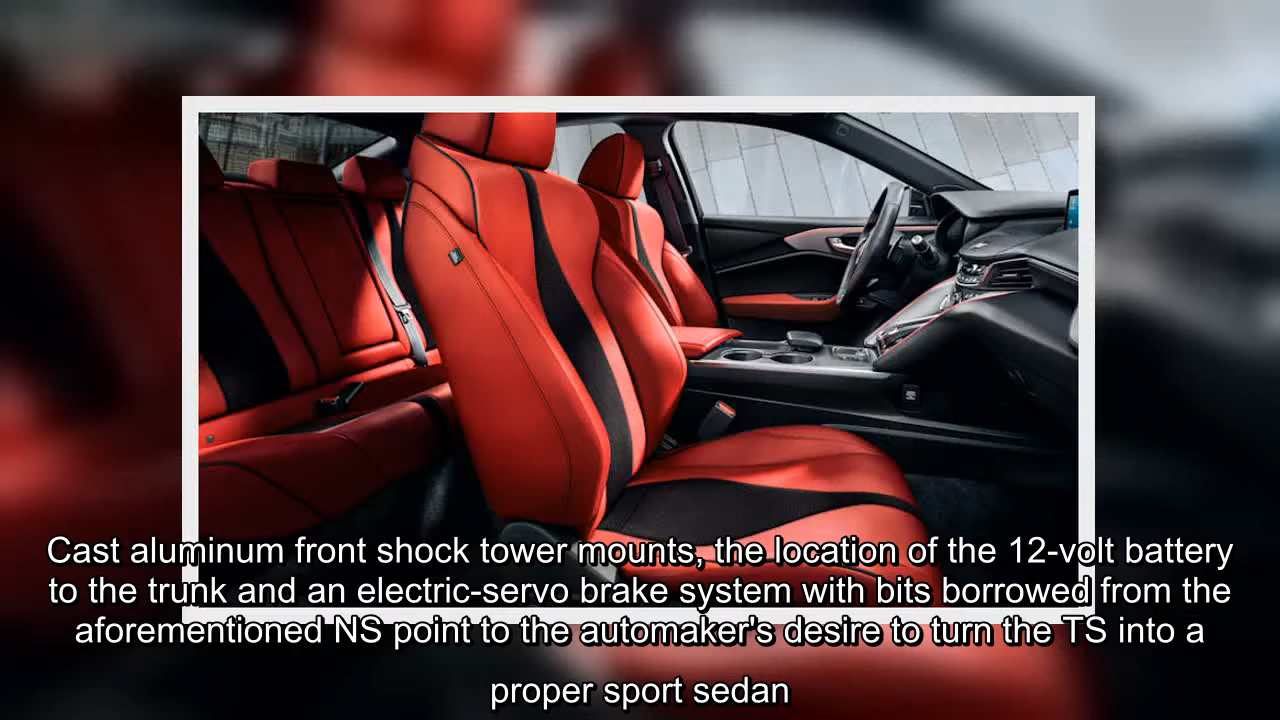 Cast aluminum front shock tower mounts, the location of the 12-volt battery
to the trunk and an electric-servo brake system with bits borrowed from the
aforementioned NS point to the automaker's desire to turn the TS into a
proper sport sedan